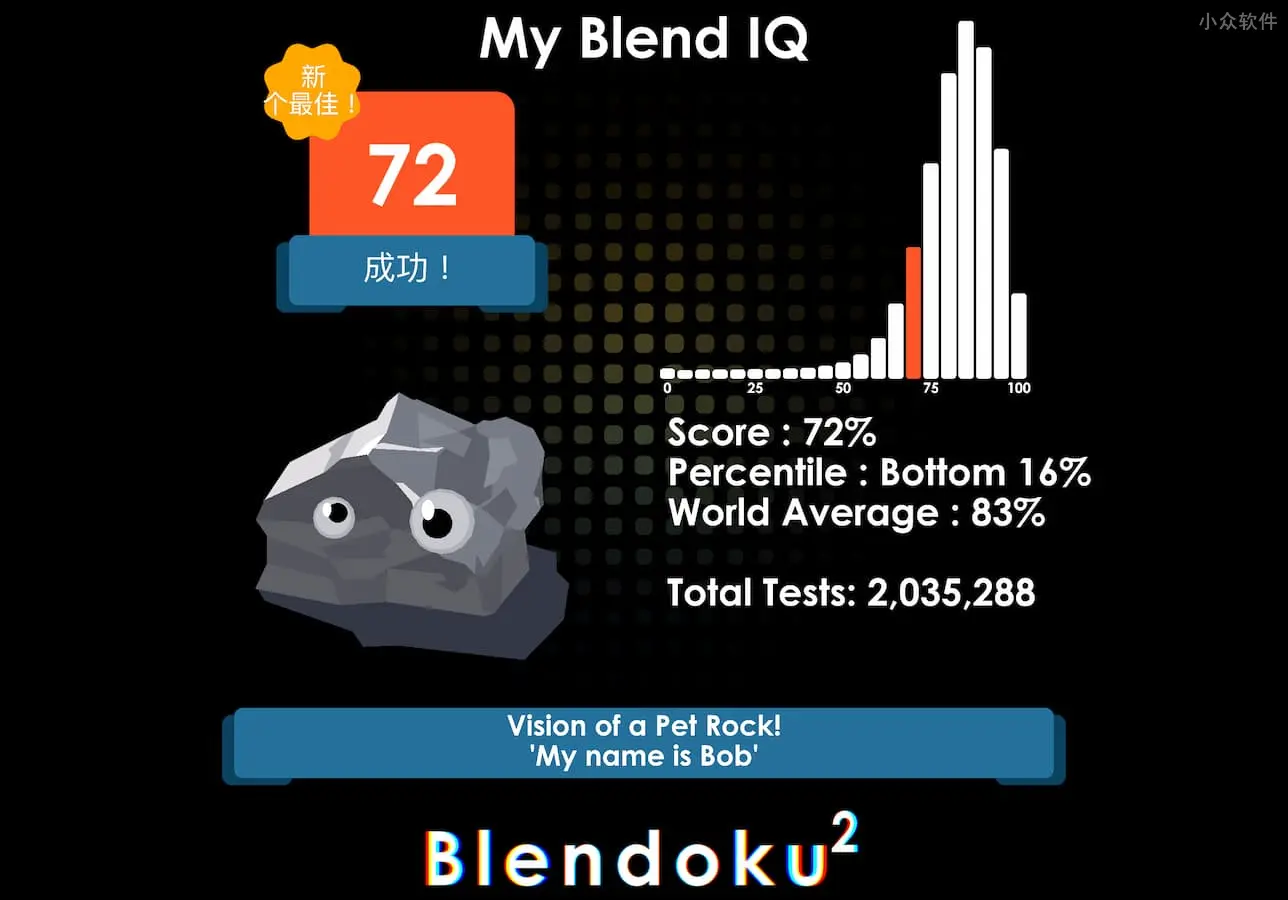 My Blend IQ
小众软件
新
个最佳！
72
成功！
0 25 50 75 100
Score : 72%
Percentile : Bottom 16%
World Average : 83%
Total Tests: 2,035,288
Vision of a Pet Rock!
'My name is Bob'
Blendoku²